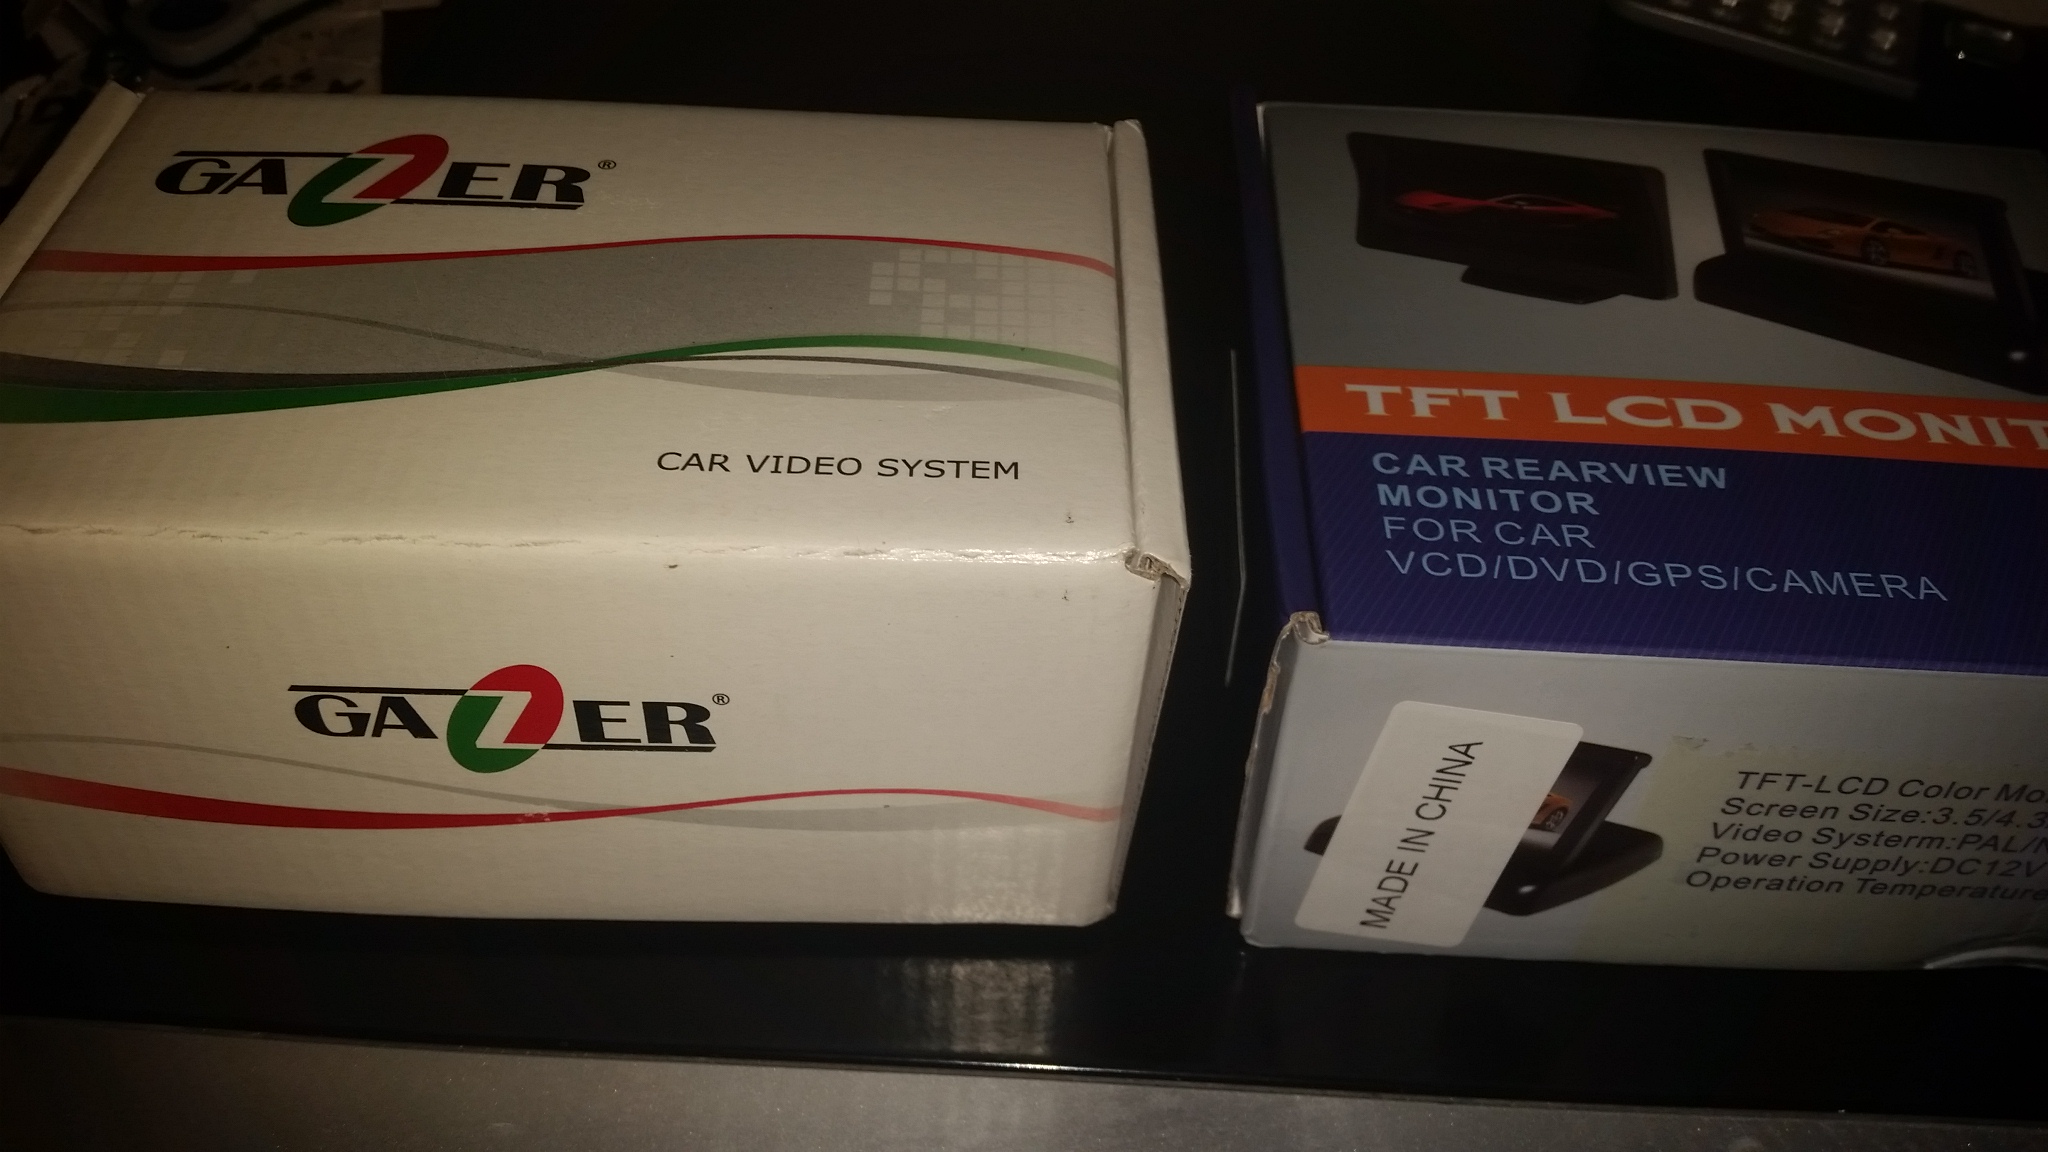 GAZER®
CAR VIDEO SYSTEM
GAZER®
TFT LCD MONIT
CAR REARVIEW
MONITOR
FOR CAR
VCD/DVD/GPS/CAMERA
MADE IN CHINA
TFT-LCD Color Mo
Screen Size:3.5/4.3
Video Systerm:PAL/N
Power Supply:DC12V
Operation Temperature